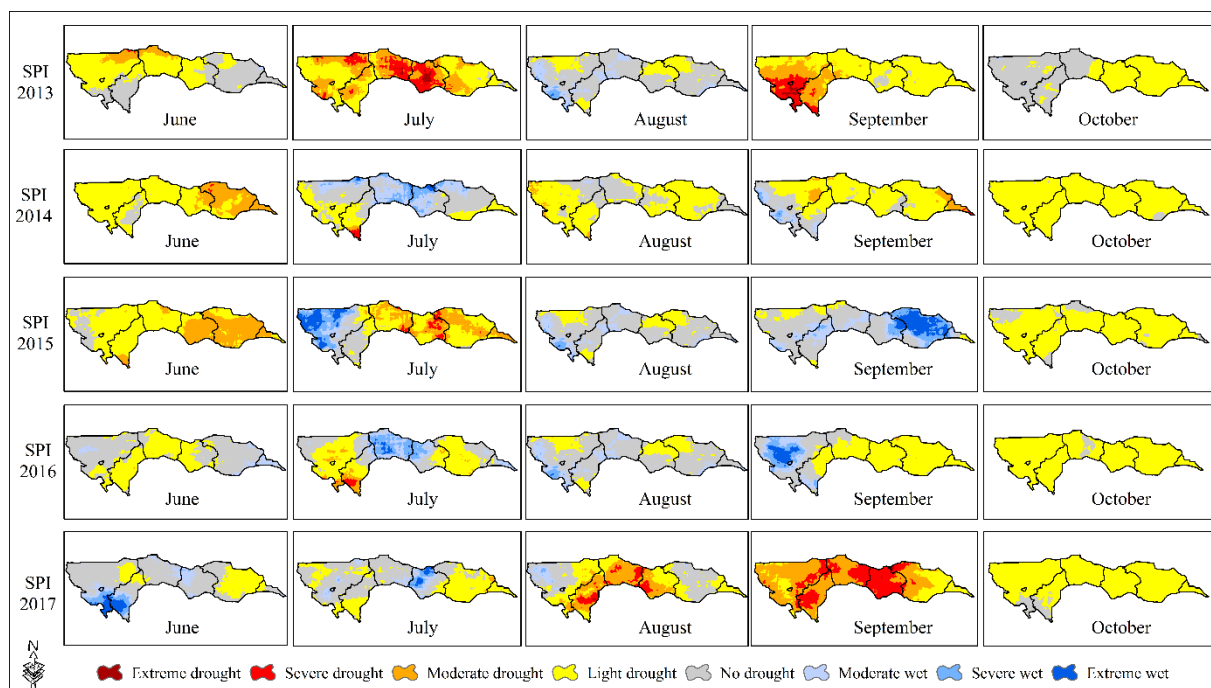 SPI
2013
June
July
August
September
October
SPI
2014
June
July
August
September
October
SPI
2015
June
July
August
September
October
SPI
2016
June
July
August
September
October
SPI
2017
June
July
August
September
October
N
Extreme drought Severe drought Moderate drought Light drought No drought Moderate wet Severe wet Extreme wet